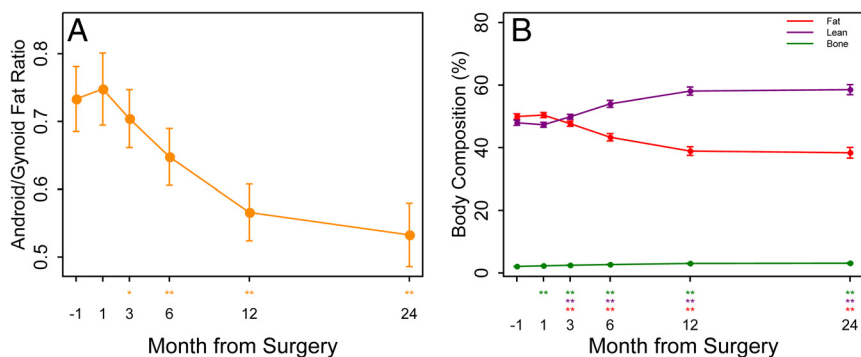 A
Android/Gynoid Fat Ratio
0.8
0.7
0.6
0.5
* ** ** **
-1 1 3 6 12 24
Month from Surgery
B
Fat
Lean
Bone
Body Composition (%)
80
60
40
20
0
** ** ** ** **
** ** ** **
** ** ** **
-1 1 3 6 12 24
Month from Surgery